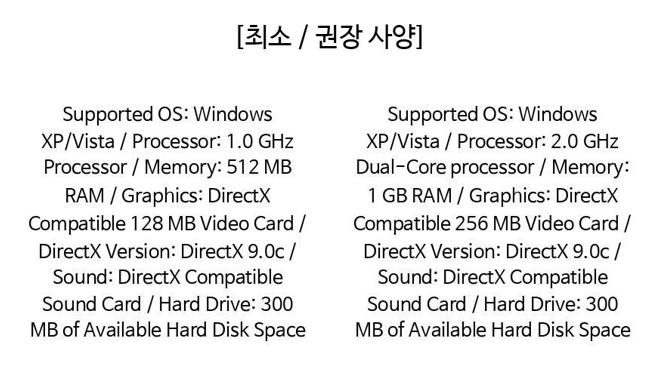 [최소 / 권장 사양]
Supported OS: Windows
XP/Vista / Processor: 1.0 GHz
Processor / Memory: 512 MB
RAM / Graphics: DirectX
Compatible 128 MB Video Card /
DirectX Version: DirectX 9.0c /
Sound: DirectX Compatible
Sound Card / Hard Drive: 300
MB of Available Hard Disk Space
Supported OS: Windows
XP/Vista / Processor: 2.0 GHz
Dual-Core processor / Memory:
1 GB RAM / Graphics: DirectX
Compatible 256 MB Video Card /
DirectX Version: DirectX 9.0c /
Sound: DirectX Compatible
Sound Card / Hard Drive: 300
MB of Available Hard Disk Space